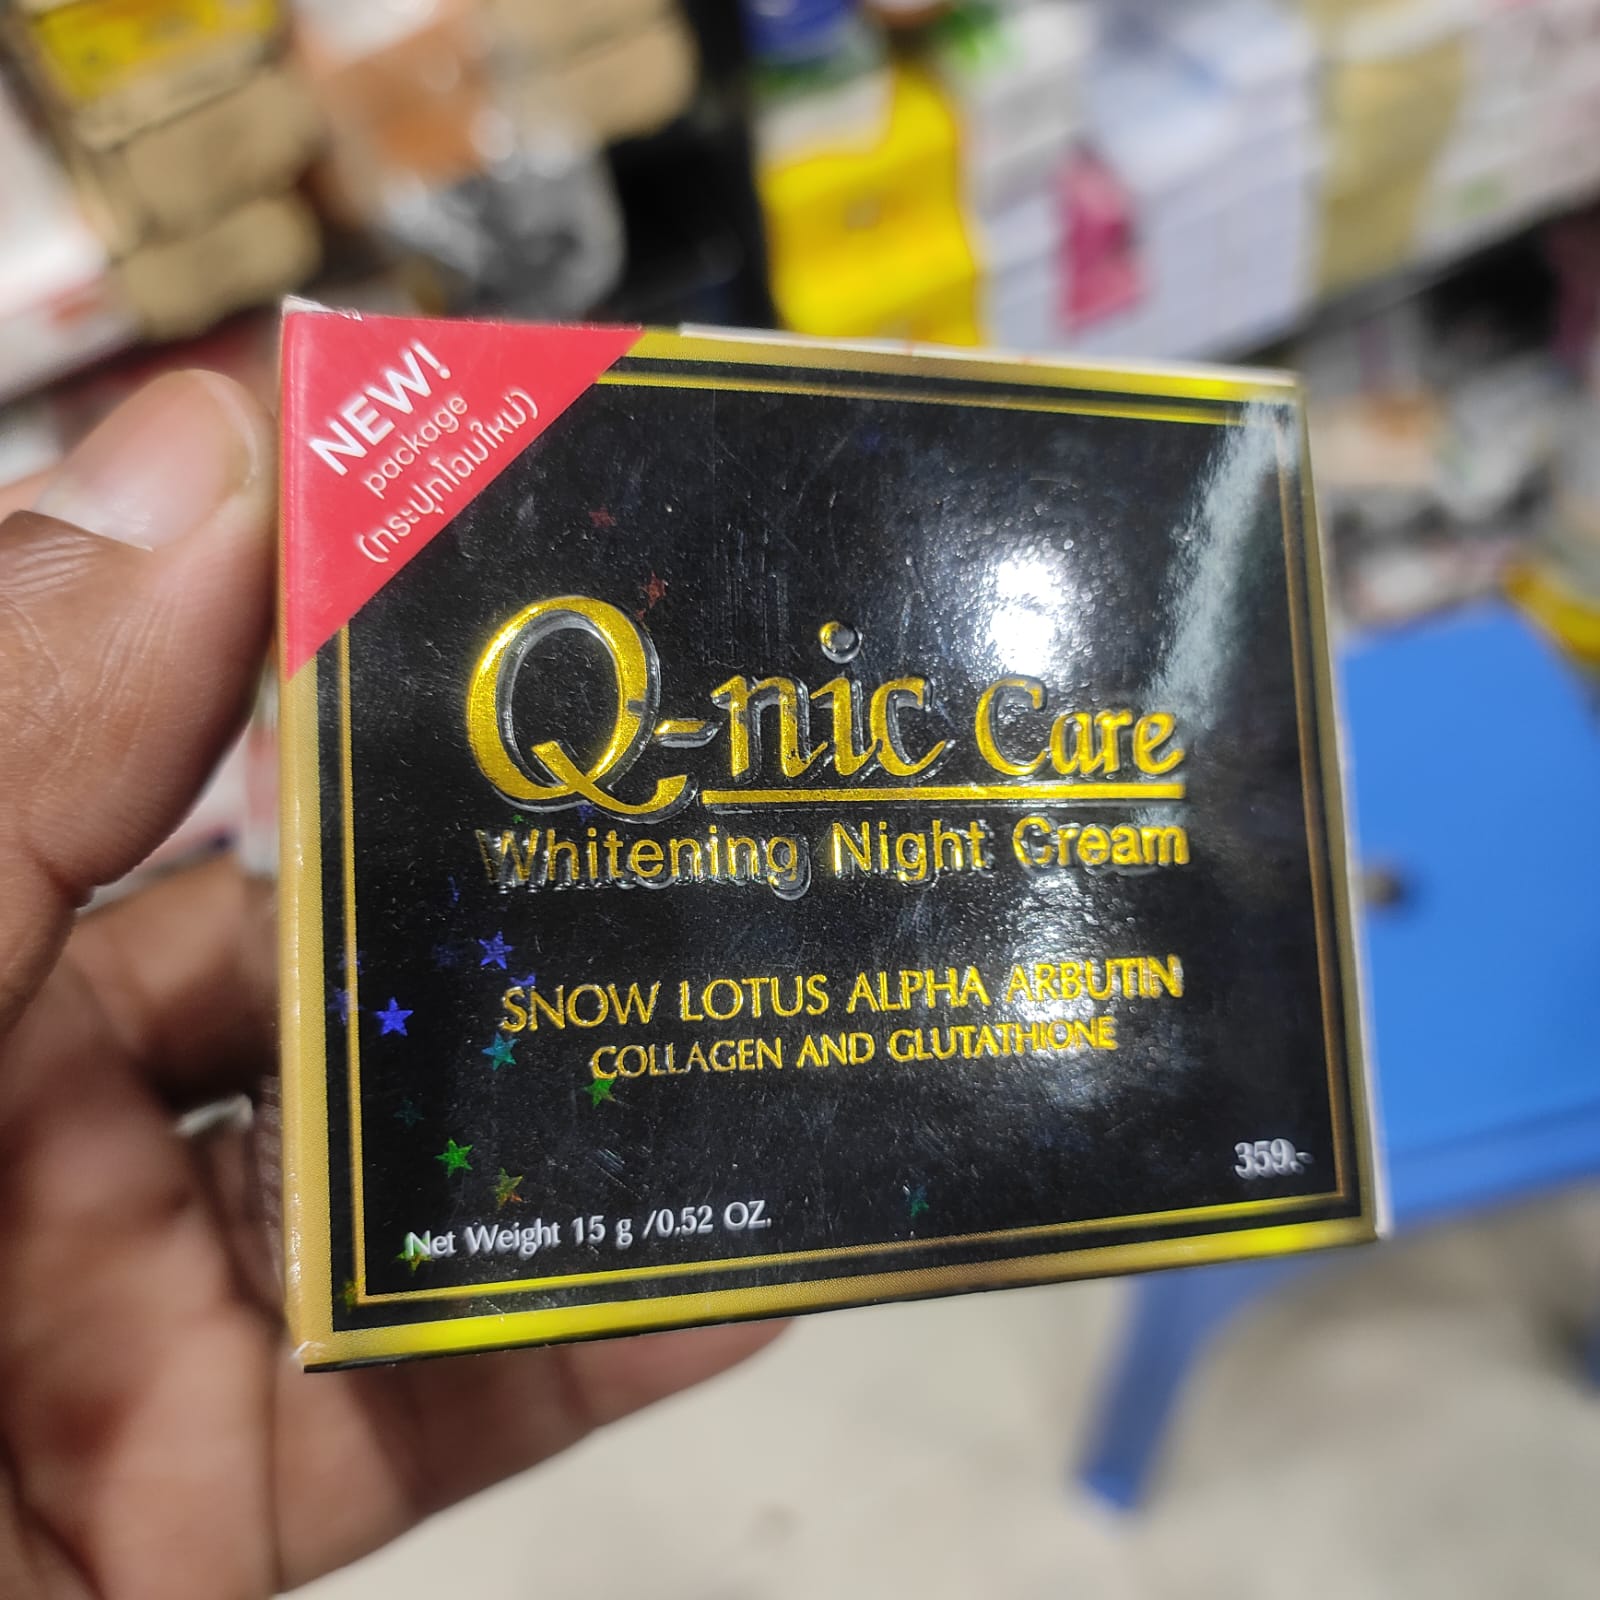 NEW!
package
(กระปุกโฉมใหม่)
Q-nic Care
Whitening Night Cream
SNOW LOTUS ALPHA ARBUTIN
COLLAGEN AND GLUTATHIONE
359.-
Net Weight 15 g /0.52 OZ.